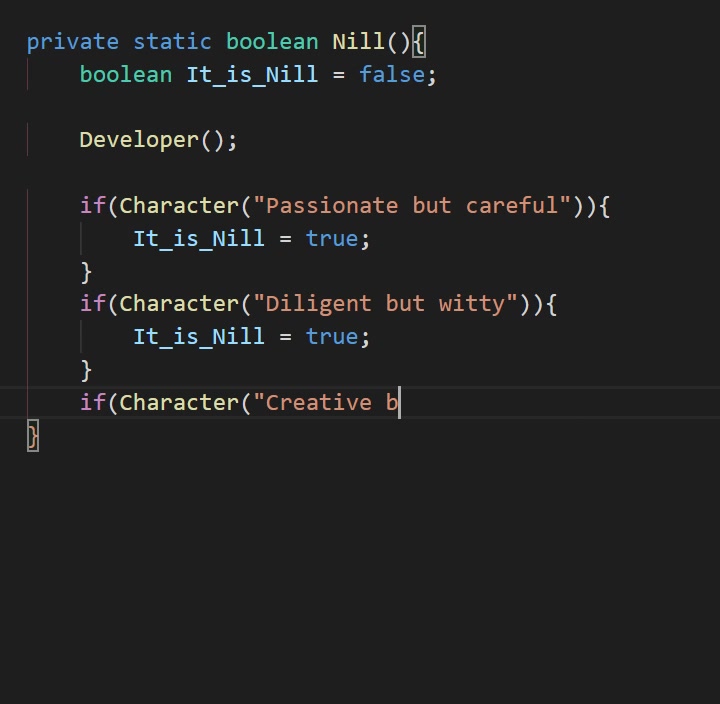 private static boolean Nill(){
    boolean It_is_Nill = false;

    Developer();

    if(Character("Passionate but careful")){
        It_is_Nill = true;
    }
    if(Character("Diligent but witty")){
        It_is_Nill = true;
    }
    if(Character("Creative b
}